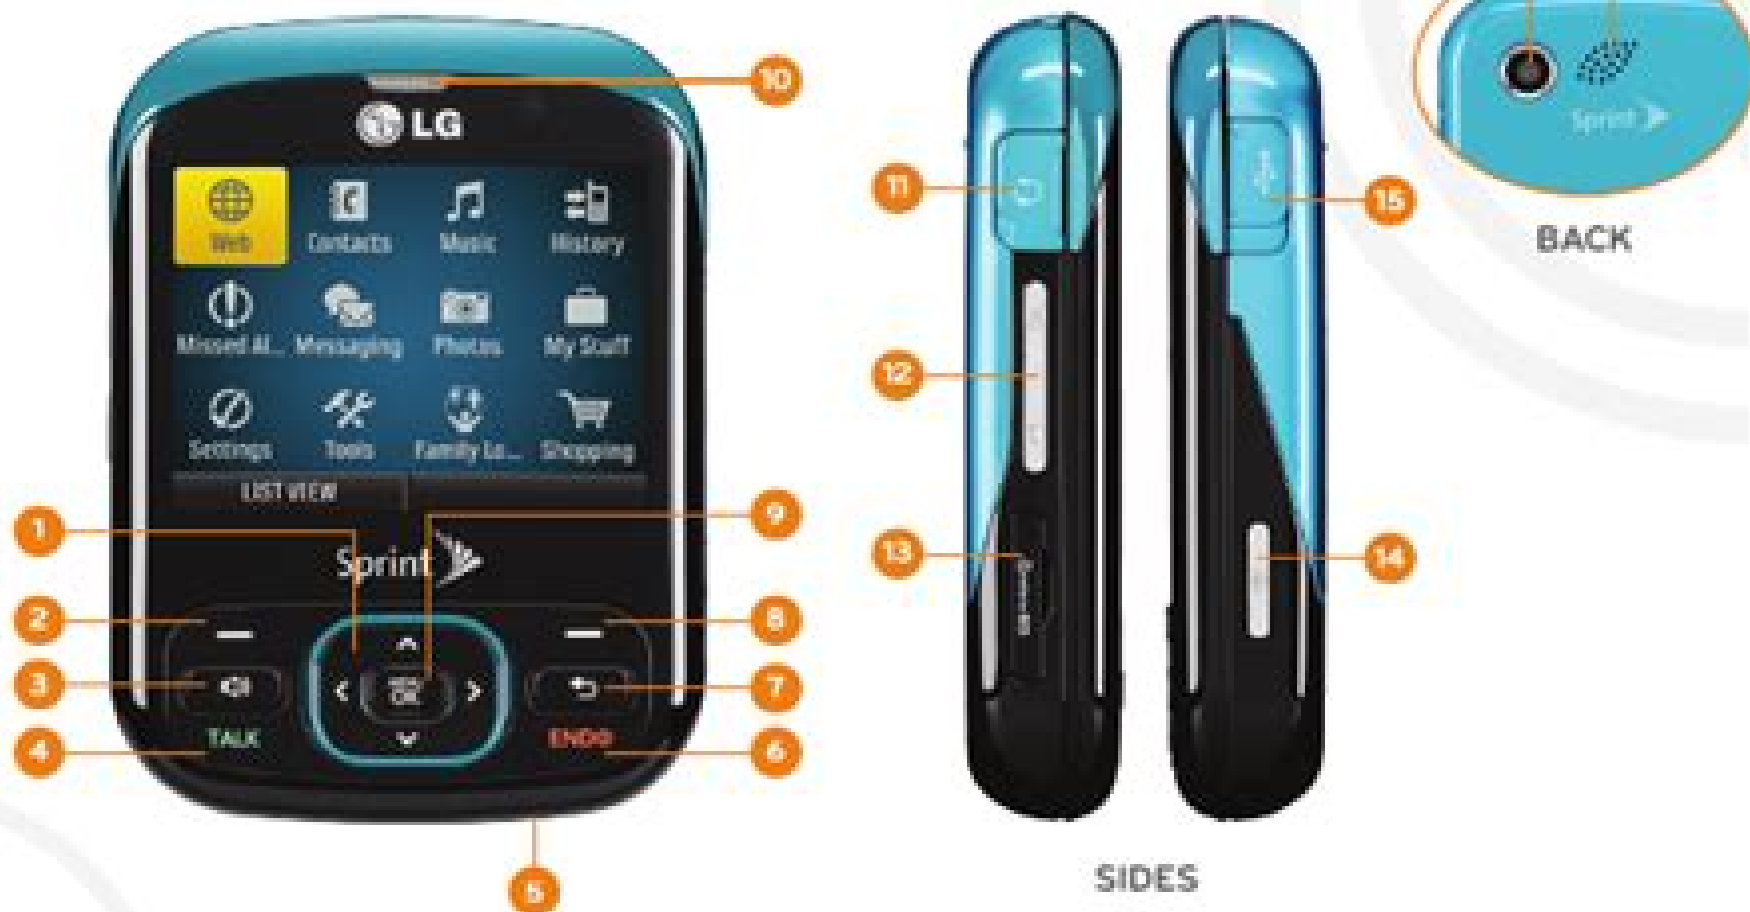 10
LG
Web Contacts Music History
Missed Al... Messaging Photos My Stuff
Settings Tools Family Lo... Shopping
LIST VIEW
1
9
Sprint
2
8
3
MENU OK
7
4
TALK
END
6
5
11
12
13
14
15
SIDES
Sprint
BACK